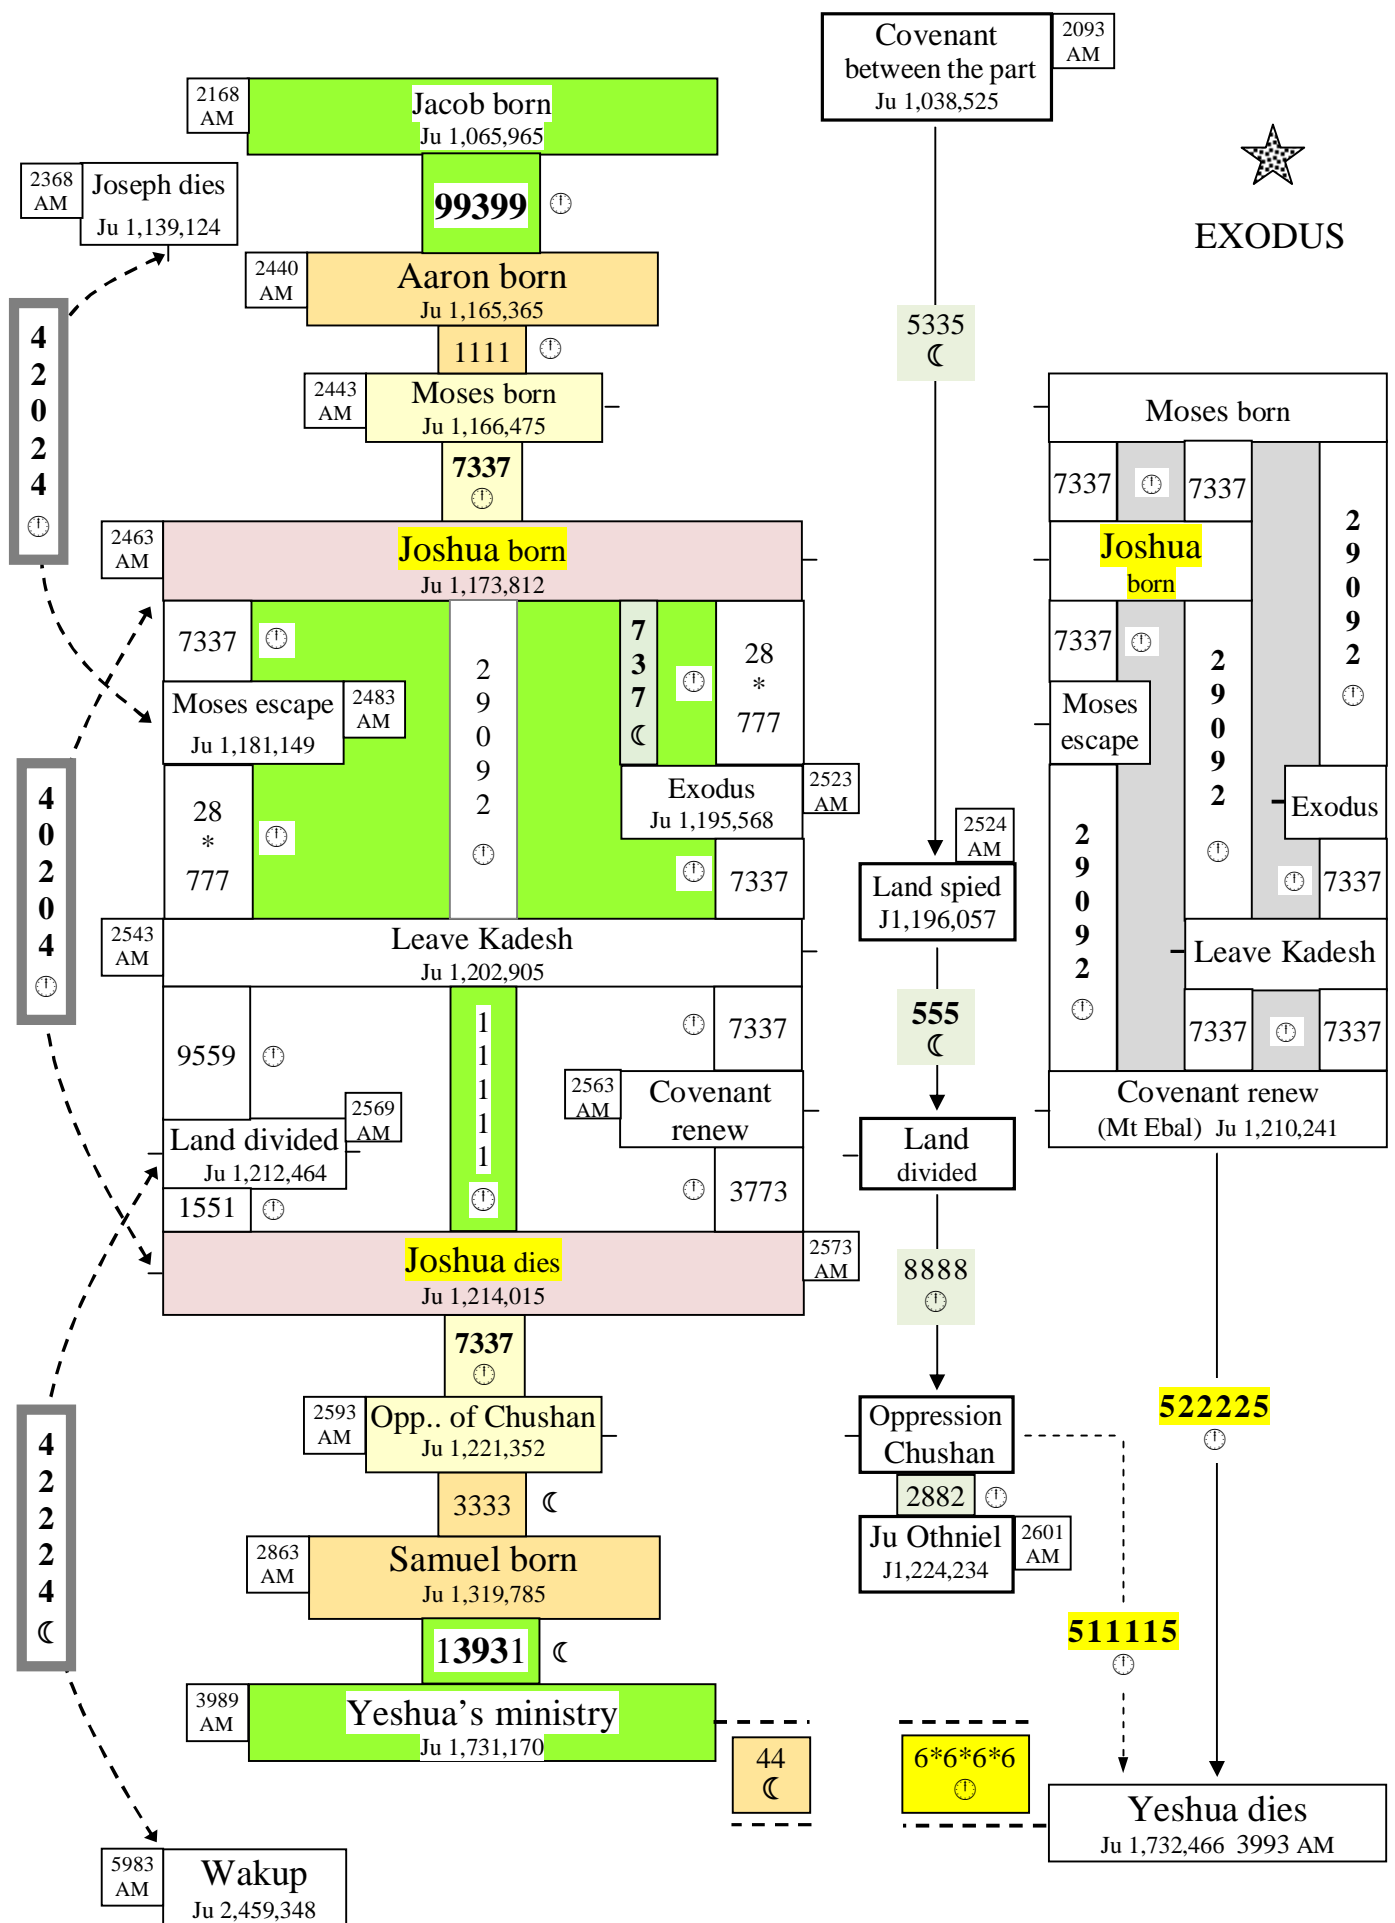 Covenant
between the part
Ju 1,038,525
2093
AM
2168
AM
Jacob born
Ju 1,065,965
EXODUS
2368
AM
Joseph dies
Ju 1,139,124
99399
2440
AM
Aaron born
Ju 1,165,365
1111
2443
AM
Moses born
Ju 1,166,475
7337
5335
4
2
0
2
4
2463
AM
Joshua born
Ju 1,173,812
7337
2
9
0
9
2
7
3
7
28
*
777
Moses escape
Ju 1,181,149
2483
AM
Exodus
Ju 1,195,568
2523
AM
28
*
777
7337
4
0
2
0
4
2543
AM
Leave Kadesh
Ju 1,202,905
9559
1
1
1
1
1
7337
2563
AM
Covenant
renew
Land divided
Ju 1,212,464
2569
AM
1551
3773
Joshua dies
Ju 1,214,015
2573
AM
7337
2593
AM
Opp.. of Chushan
Ju 1,221,352
3333
4
2
2
2
4
2863
AM
Samuel born
Ju 1,319,785
13931
3989
AM
Yeshua's ministry
Ju 1,731,170
5983
AM
Wakup
Ju 2,459,348
2524
AM
Land spied
J1,196,057
555
Land
divided
8888
Oppression
Chushan
2882
Ju Othniel
J1,224,234
2601
AM
Moses born
7337
7337
2
9
0
9
2
Joshua
born
7337
2
9
0
9
2
Moses
escape
Exodus
2
9
0
9
2
7337
Leave Kadesh
7337
7337
Covenant renew
(Mt Ebal) Ju 1,210,241
522225
511115
44
6*6*6*6
Yeshua dies
Ju 1,732,466 3993 AM